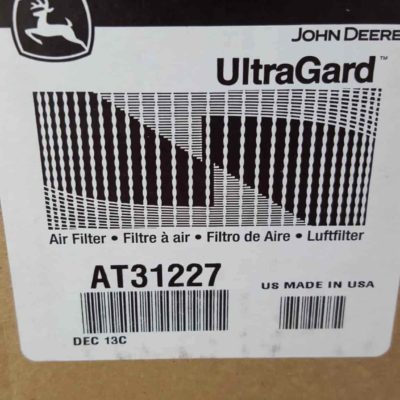 JOHN DEERE
UltraGard™
Air Filter • Filtre à air • Filtro de Aire • Luftfilter
AT31227
US MADE IN USA
DEC 13C